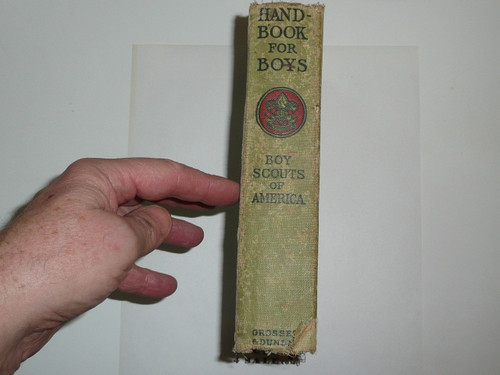 HAND-
BOOK
FOR
BOYS
BOY
SCOUTS
OF
AMERICA